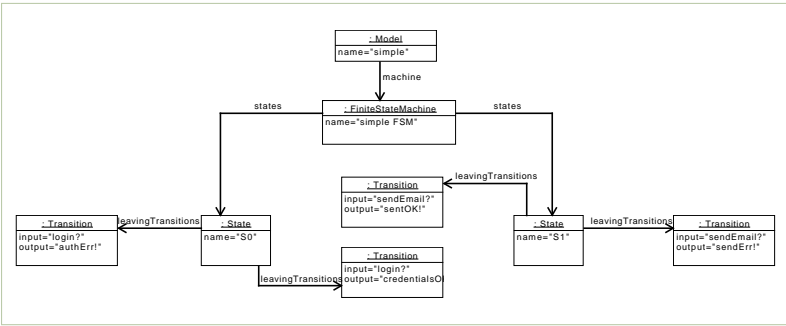 : Model
name="simple"
machine
states
: FiniteStateMachine
states
name="simple FSM"
: Transition
leavingTransitions
input="sendEmail?"
output="sentOK!"
: Transition
leavingTransitions
: State
: State
leavingTransitions
: Transition
input="login?"
output="authErr!"
name="S0"
name="S1"
input="sendEmail?"
output="sendErr!"
: Transition
input="login?"
leavingTransitions
output="credentialsO